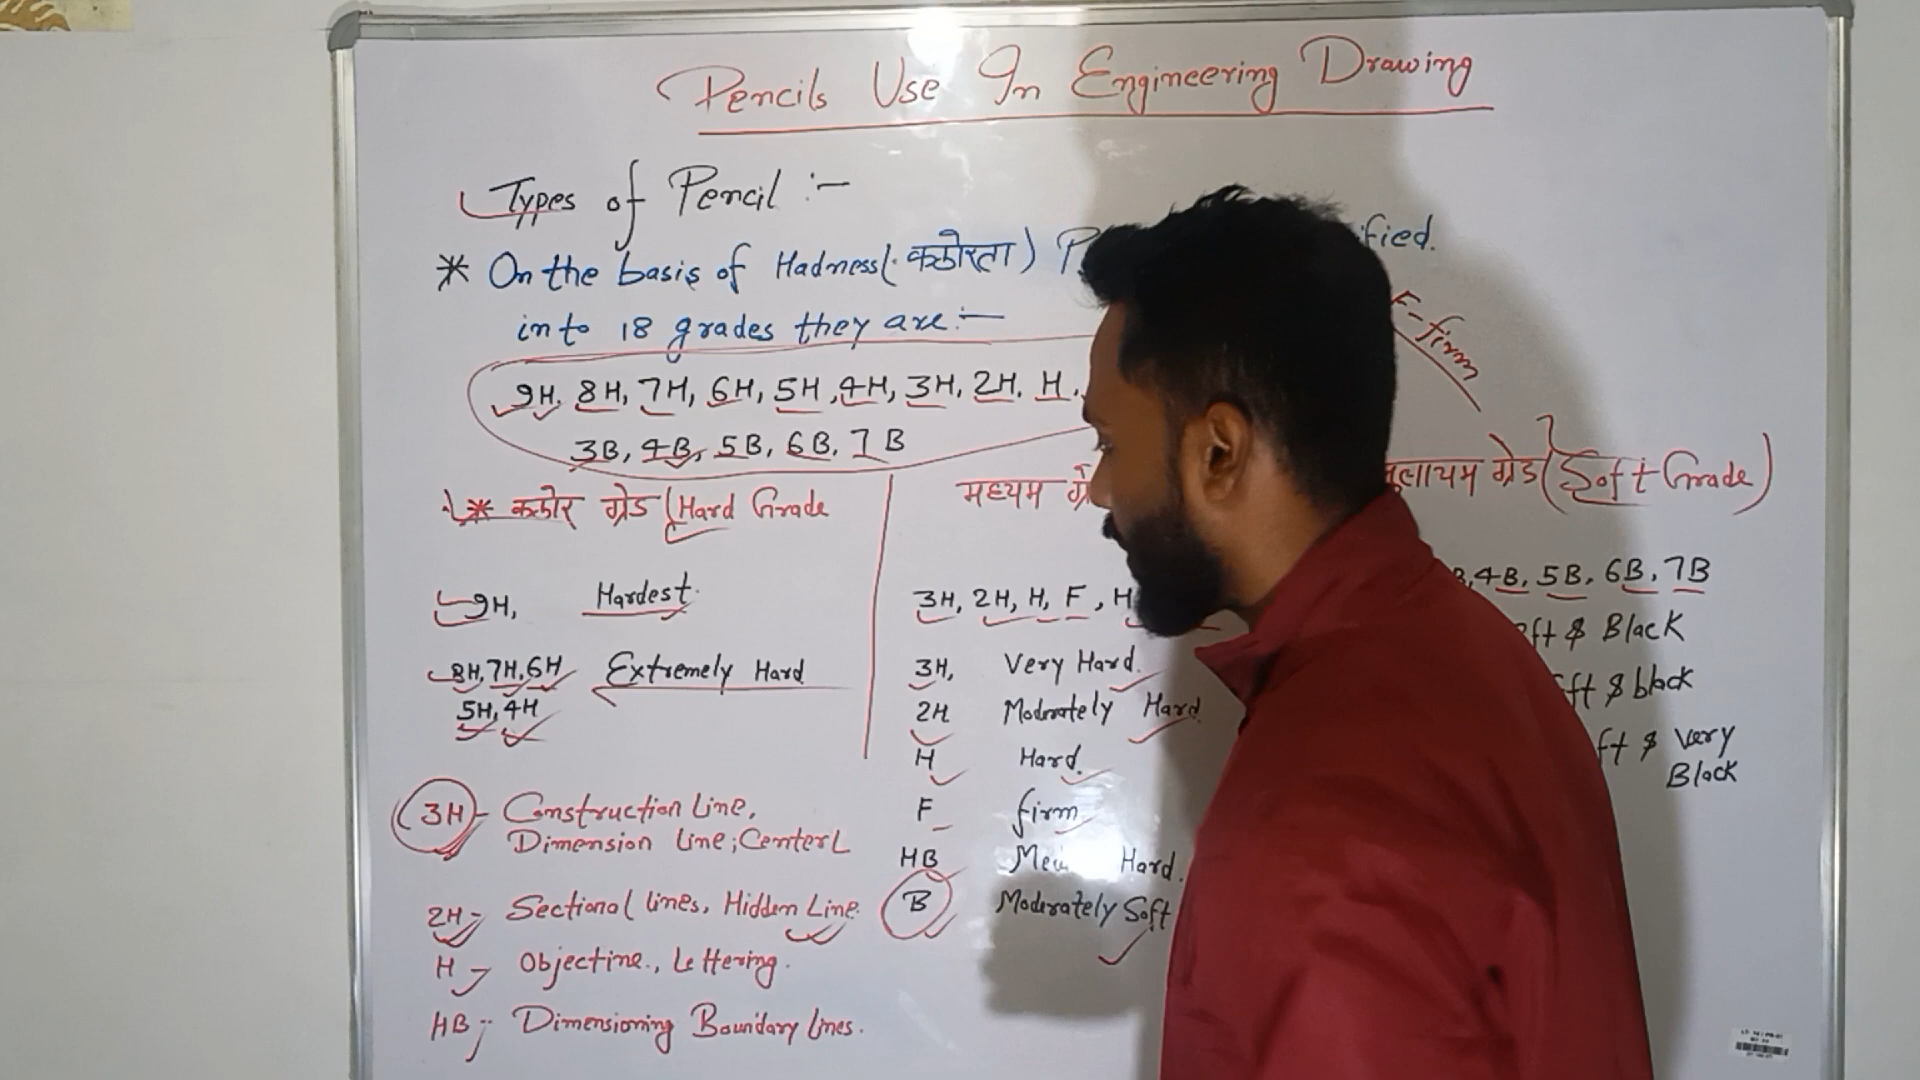 Pencils Use In Engineering Drawing
Types of Pencil :-
* On the basis of Hadness(कठोरता)
into 18 grades they are:-
9H, 8H, 7H, 6H, 5H, 4H, 3H, 2H, H,
3B, 4B, 5B, 6B, 7B
F-firm
* कठोर ग्रेड (Hard Grade
9H, Hardest
8H, 7H, 6H Extremely Hard
5H, 4H
3H - Construction Line,
Dimension Line, Center L
2H - Sectional lines, Hidden Line
H - Objectine., Lettering.
HB - Dimensioning Boundary lines.
मध्यम
3H, 2H, H, F,
3H, Very Hard.
2H Modrately Hard
H Hard.
F firm
HB Hard.
B Moderately Soft
ग्रेड (Soft Grade)
4B, 5B, 6B, 7B
$ Black
$ black
$ Very
Black